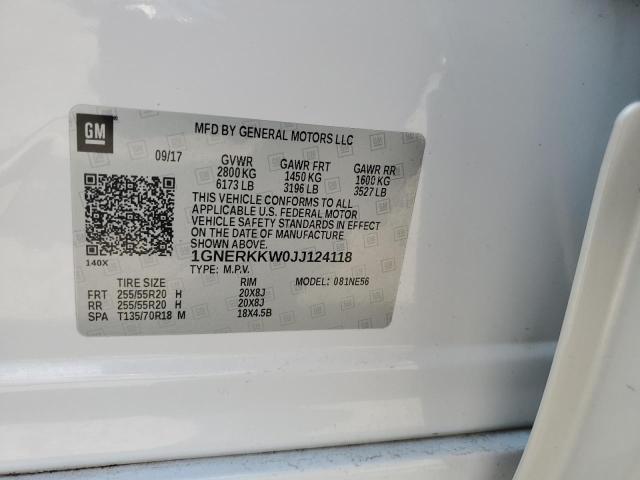 GM
MFD BY GENERAL MOTORS LLC
09/17 GVWR GAWR FRT GAWR RR
2800 KG 1450 KG 1600 KG
6173 LB 3196 LB 3527 LB
THIS VEHICLE CONFORMS TO ALL
APPLICABLE U.S. FEDERAL MOTOR
VEHICLE SAFETY STANDARDS IN EFFECT
ON THE DATE OF MANUFACTURE
SHOWN ABOVE.
140X
1GNERKKW0JJ124118
TYPE: M.P.V. MODEL: 081NE56
TIRE SIZE RIM
FRT 255/55R20 H 20X8J
RR 255/55R20 H 20X8J
SPA T135/70R18 M 18X4.5B